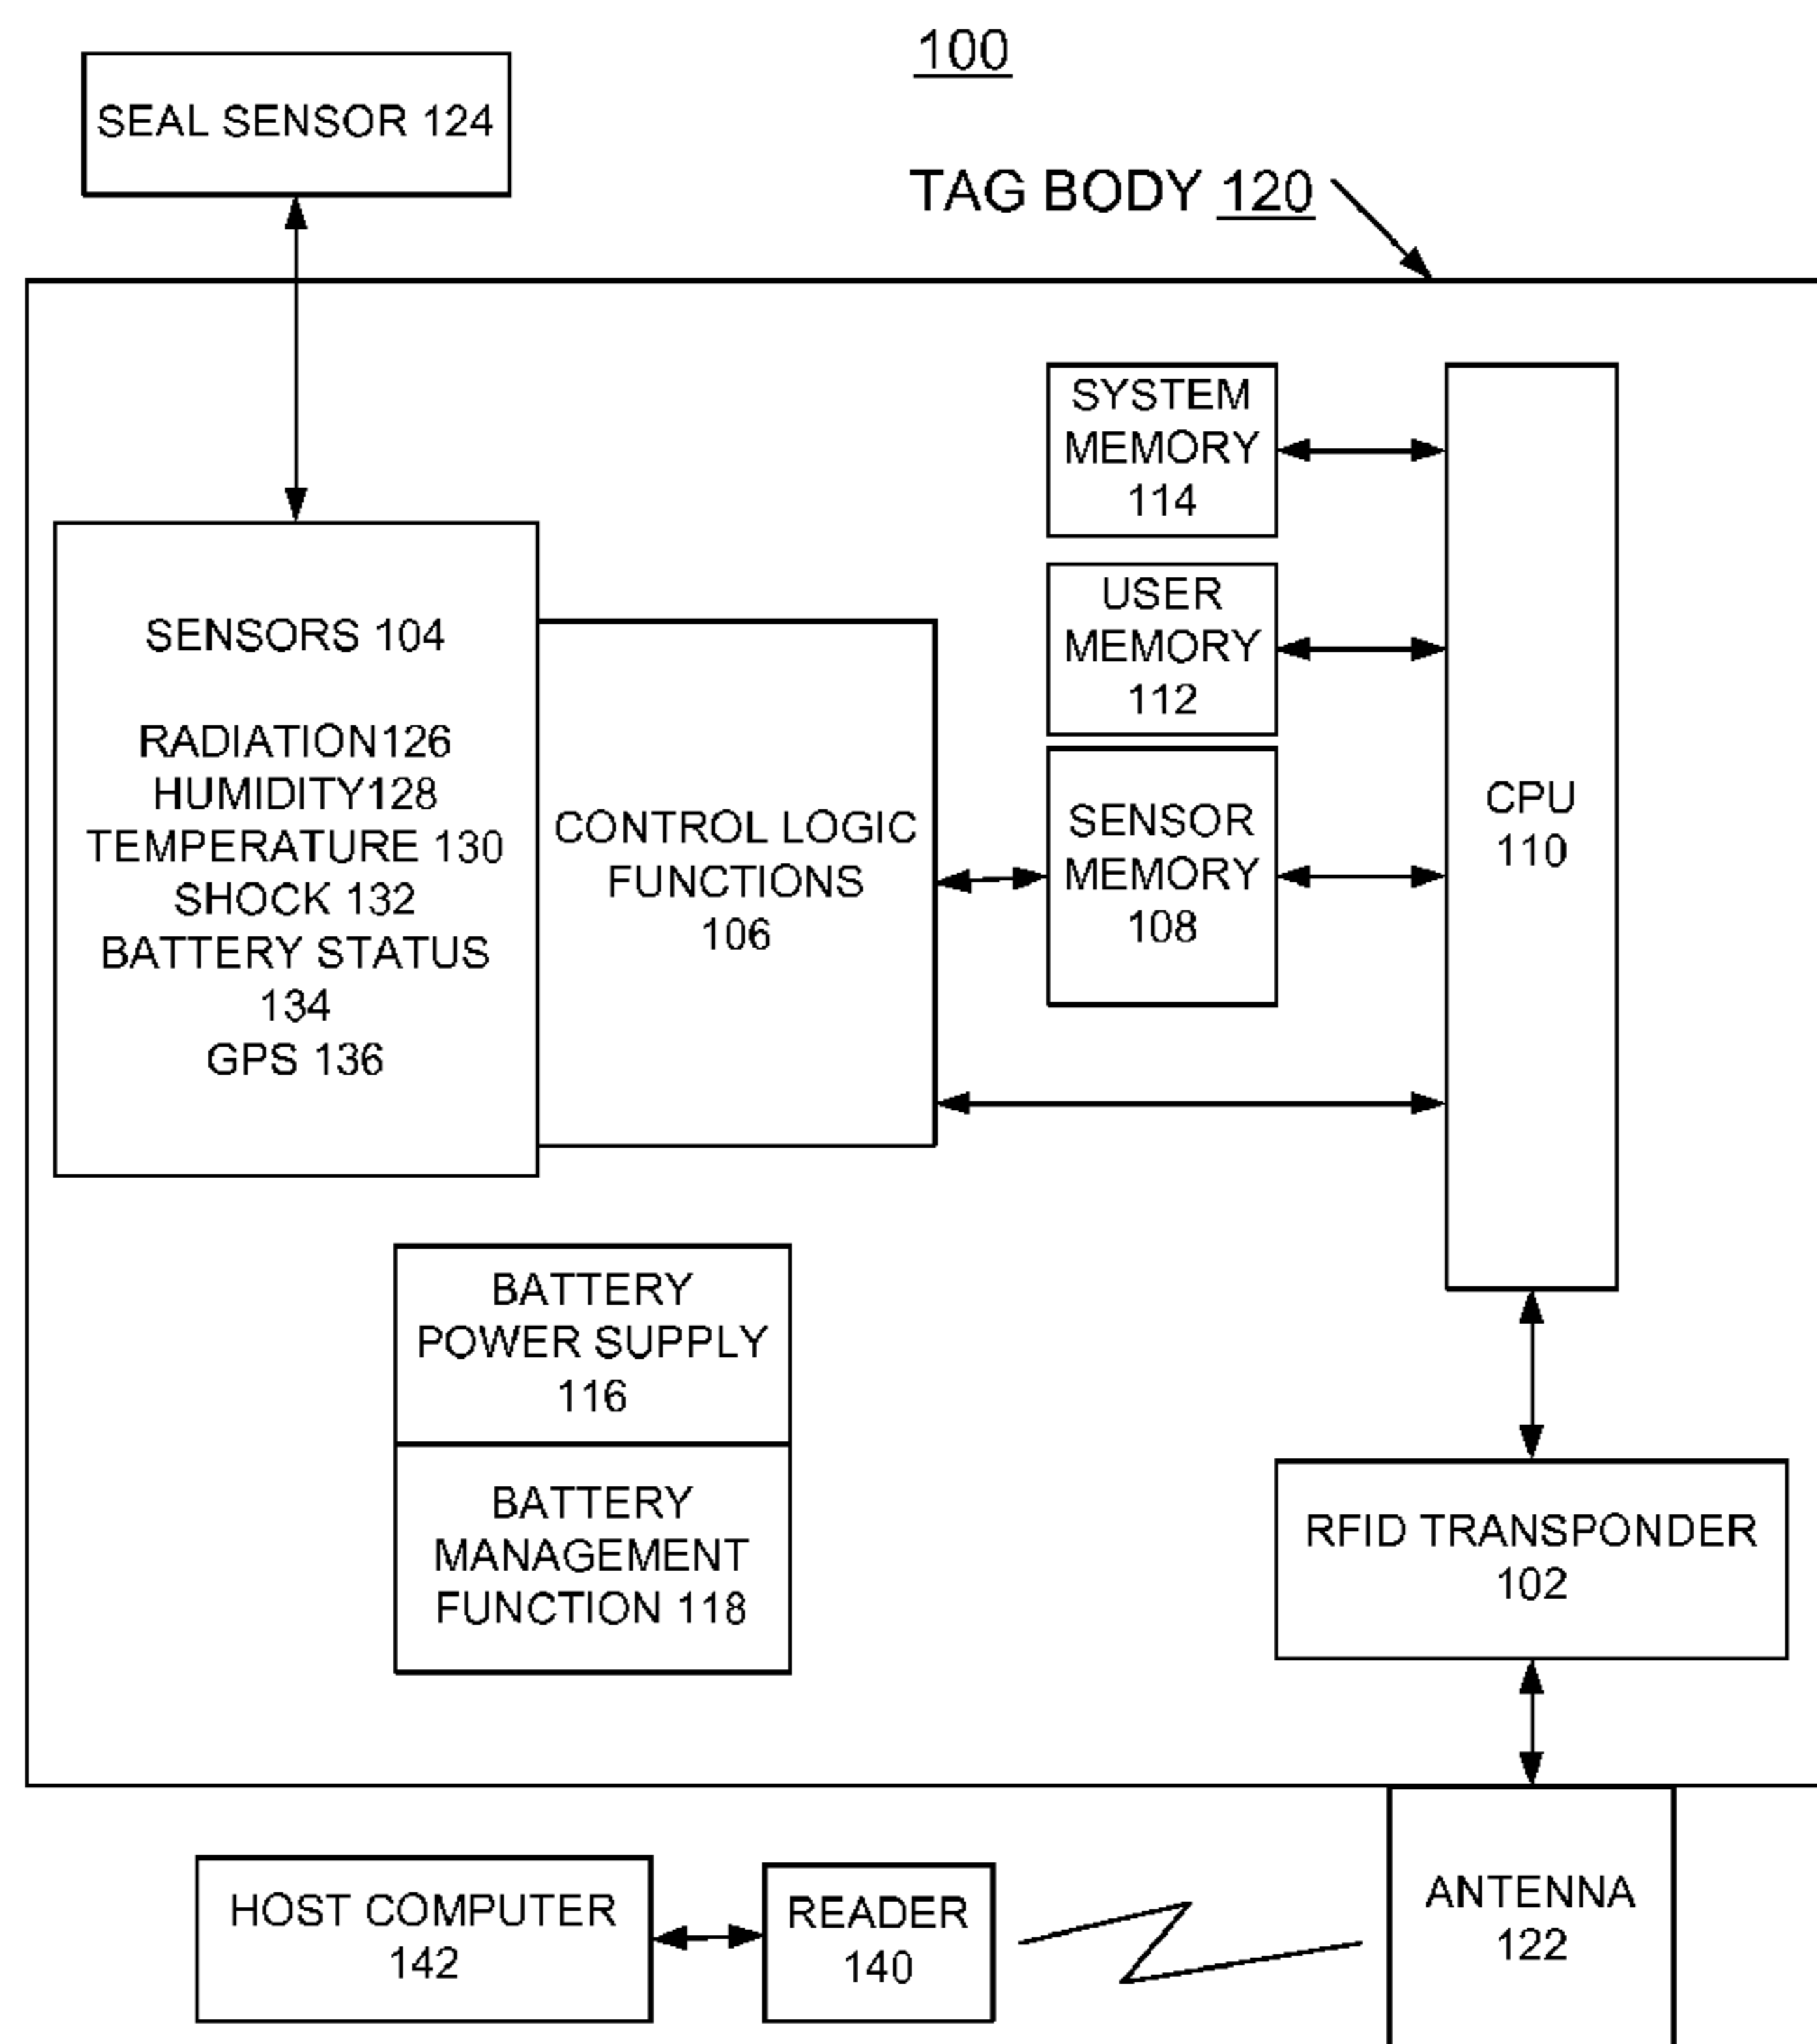 100
SEAL SENSOR 124
TAG BODY 120
SYSTEM
MEMORY
114
USER
MEMORY
112
SENSORS 104
RADIATION126
HUMIDITY128
TEMPERATURE 130
SHOCK 132
BATTERY STATUS
134
GPS 136
CONTROL LOGIC
FUNCTIONS
106
SENSOR
MEMORY
108
CPU
110
BATTERY
POWER SUPPLY
116
BATTERY
MANAGEMENT
FUNCTION 118
RFID TRANSPONDER
102
HOST COMPUTER
142
READER
140
ANTENNA
122